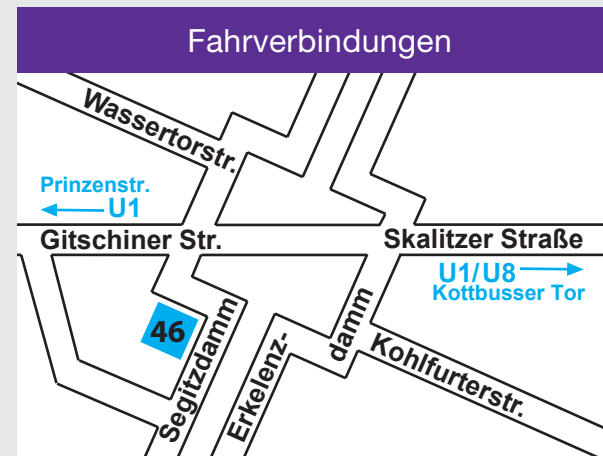 Fahrverbindungen
Wassertorstr.
Prinzenstr.
U1
Gitschiner Str.
Skalitzer Straße
U1/U8
Kottbusser Tor
46
Segitzdamm
Erkelenz-
damm
Kohlfurterstr.